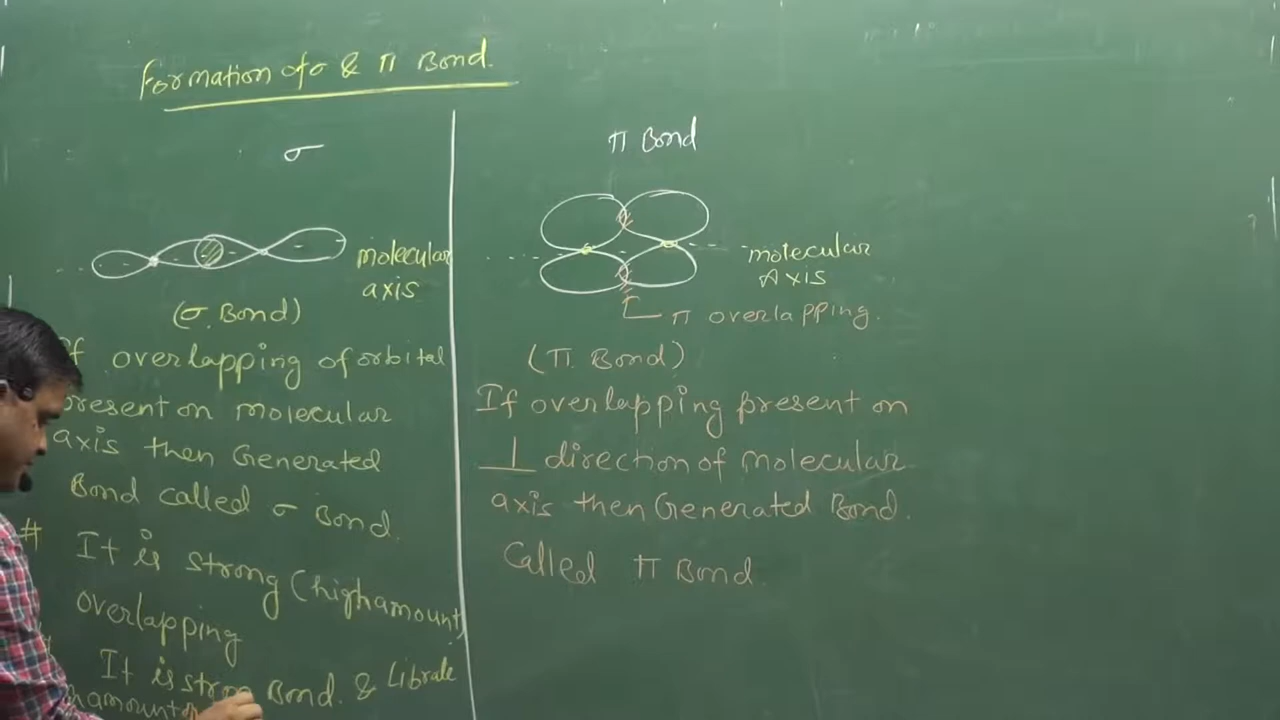 Formation of σ & π Bond.
σ
molecular
axis
(σ. Bond)
If overlapping of orbital
present on molecular
axis then Generated
Bond called σ Bond.
# It is strong (high amount)
overlapping
It is strong Bond. & Librate
amount
π Bond
molecular
Axis
π overlapping.
(π Bond)
If overlapping present on
⊥ direction of molecular
axis then Generated Bond.
Called π Bond.